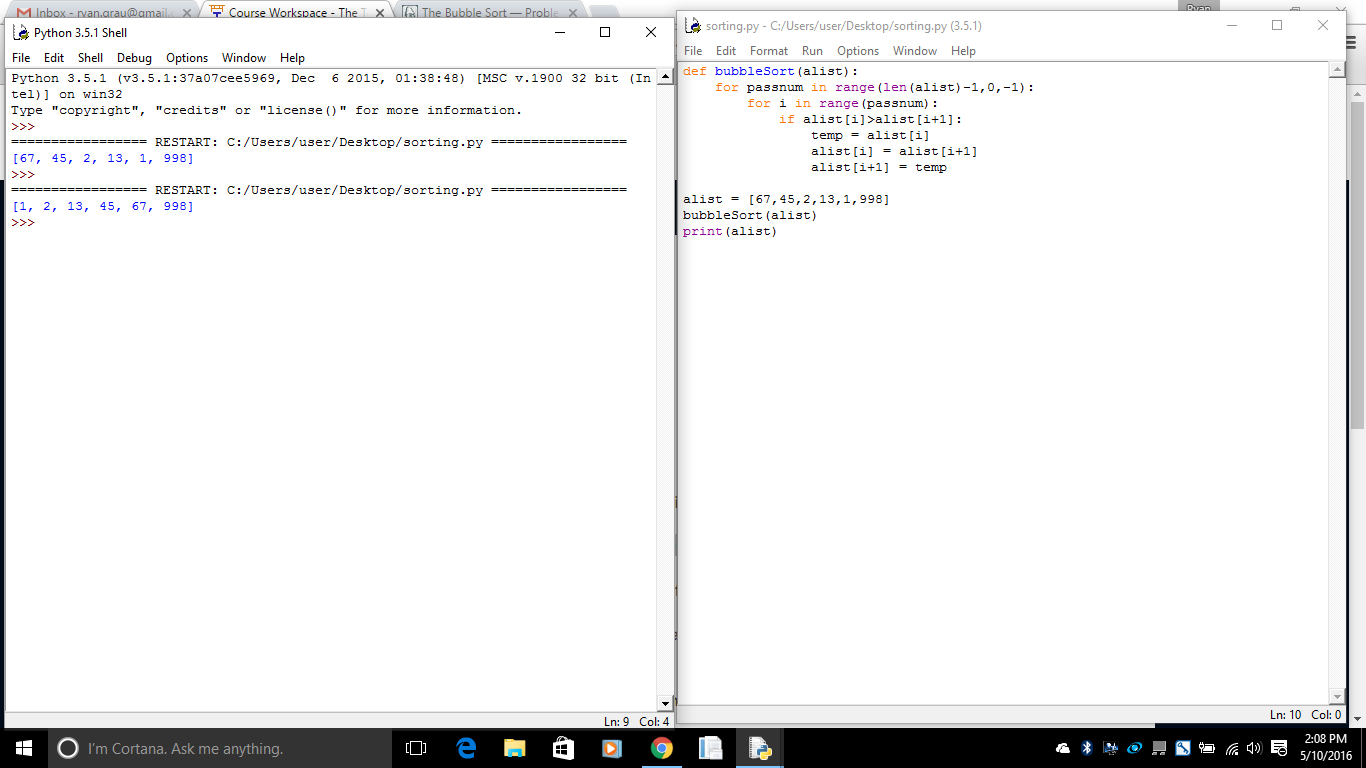 Inbox - ryan.grau@gmail.
Course Workspace - The
The Bubble Sort — Proble
Ryan
Python 3.5.1 Shell
File Edit Shell Debug Options Window Help
Python 3.5.1 (v3.5.1:37a07cee5969, Dec  6 2015, 01:38:48) [MSC v.1900 32 bit (In
tel)] on win32
Type "copyright", "credits" or "license()" for more information.
>>>
================= RESTART: C:/Users/user/Desktop/sorting.py =================
[67, 45, 2, 13, 1, 998]
>>>
================= RESTART: C:/Users/user/Desktop/sorting.py =================
[1, 2, 13, 45, 67, 998]
>>>
Ln: 9 Col: 4
sorting.py - C:/Users/user/Desktop/sorting.py (3.5.1)
File Edit Format Run Options Window Help
def bubbleSort(alist):
    for passnum in range(len(alist)-1,0,-1):
        for i in range(passnum):
            if alist[i]>alist[i+1]:
                temp = alist[i]
                alist[i] = alist[i+1]
                alist[i+1] = temp
alist = [67,45,2,13,1,998]
bubbleSort(alist)
print(alist)
Ln: 10 Col: 0
I'm Cortana. Ask me anything.
2:08 PM
5/10/2016